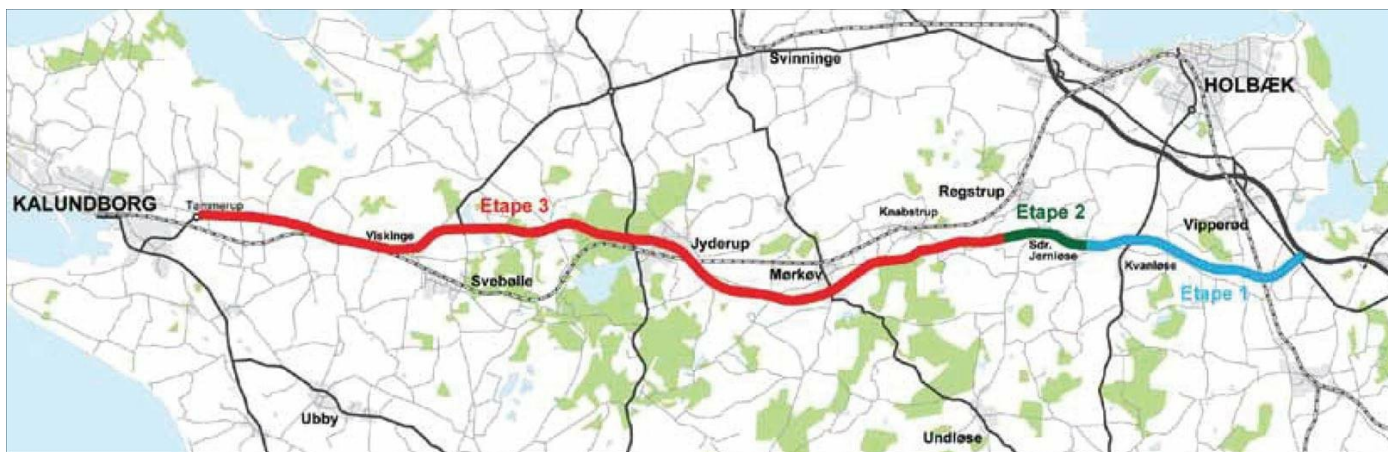 Svinninge
HOLBÆK
Regstrup
KALUNDBORG
Tømmerup
Etape 3
Knabstrup
Etape 2
Vipperød
Viskinge
Jyderup
Sdr.
Jernløse
Svebølle
Mørkøv
Kvanløse
Etape 1
Ubby
Undløse